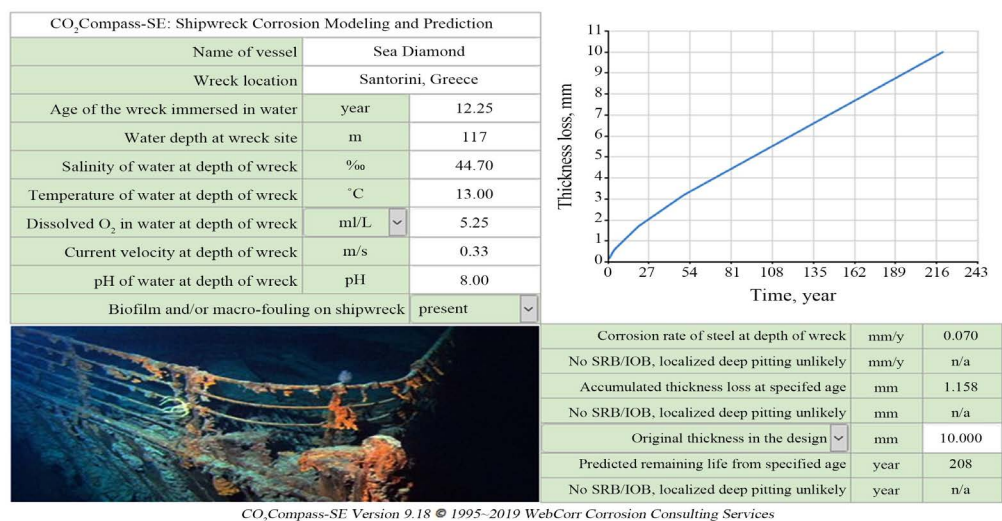 CO₂Compass-SE: Shipwreck Corrosion Modeling and Prediction
Name of vessel Sea Diamond
Wreck location Santorini, Greece
Age of the wreck immersed in water year 12.25
Water depth at wreck site m 117
Salinity of water at depth of wreck ‰ 44.70
Temperature of water at depth of wreck °C 13.00
Dissolved O₂ in water at depth of wreck ml/L 5.25
Current velocity at depth of wreck m/s 0.33
pH of water at depth of wreck pH 8.00
Biofilm and/or macro-fouling on shipwreck present
Thickness loss, mm
11
10
9
8
7
6
5
4
3
2
1
0
0 27 54 81 108 135 162 189 216 243
Time, year
Corrosion rate of steel at depth of wreck mm/y 0.070
No SRB/IOB, localized deep pitting unlikely mm/y n/a
Accumulated thickness loss at specifed age mm 1.158
No SRB/IOB, localized deep pitting unlikely mm n/a
Original thickness in the design mm 10.000
Predicted remaining life from specified age year 208
No SRB/IOB, localized deep pitting unlikely year n/a
CO₂Compass-SE Version 9.18 © 1995~2019 WebCorr Corrosion Consulting Services